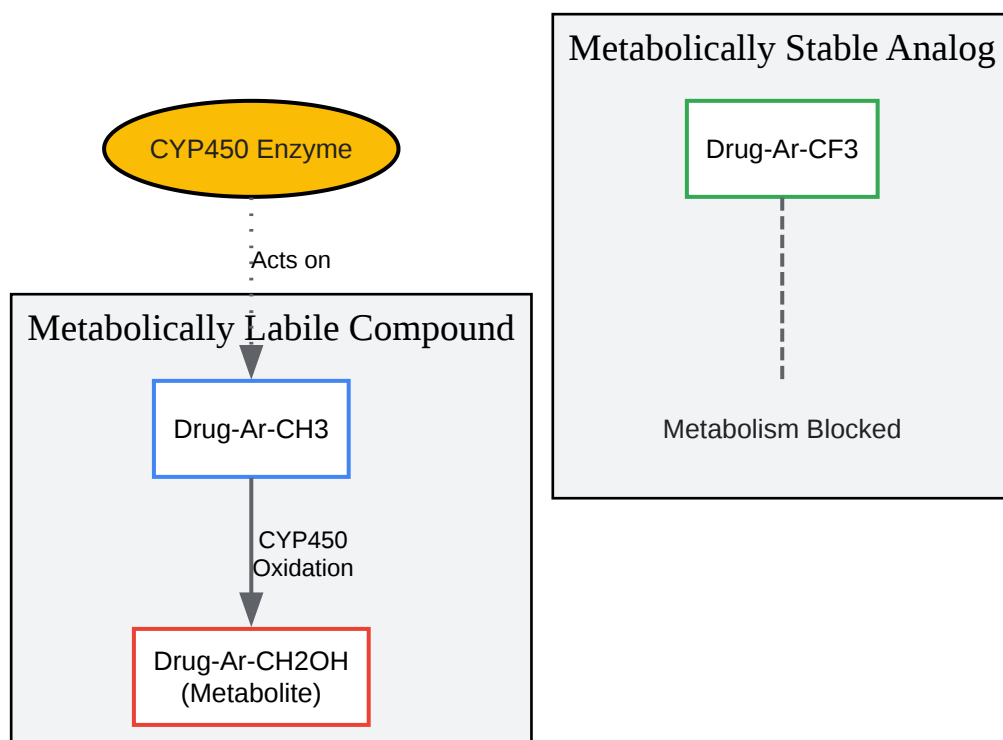 Metabolically Stable Analog
CYP450 Enzyme
Drug-Ar-CF3
Acts on
Metabolically Labile Compound
Drug-Ar-CH3
Metabolism Blocked
CYP450
Oxidation
Drug-Ar-CH2OH
(Metabolite)